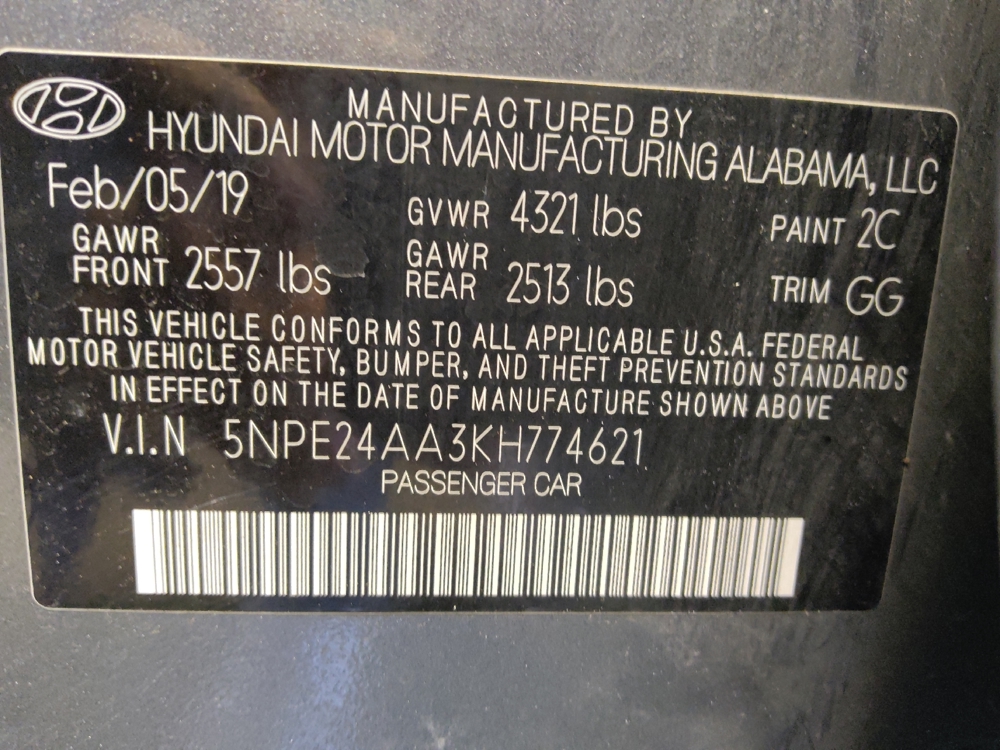 MANUFACTURED BY
HYUNDAI MOTOR MANUFACTURING ALABAMA, LLC
Feb/05/19 GVWR 4321 lbs PAINT 2C
GAWR FRONT 2557 lbs GAWR REAR 2513 lbs TRIM GG
THIS VEHICLE CONFORMS TO ALL APPLICABLE U.S.A. FEDERAL
MOTOR VEHICLE SAFETY, BUMPER, AND THEFT PREVENTION STANDARDS
IN EFFECT ON THE DATE OF MANUFACTURE SHOWN ABOVE
V.I.N 5NPE24AA3KH774621
PASSENGER CAR